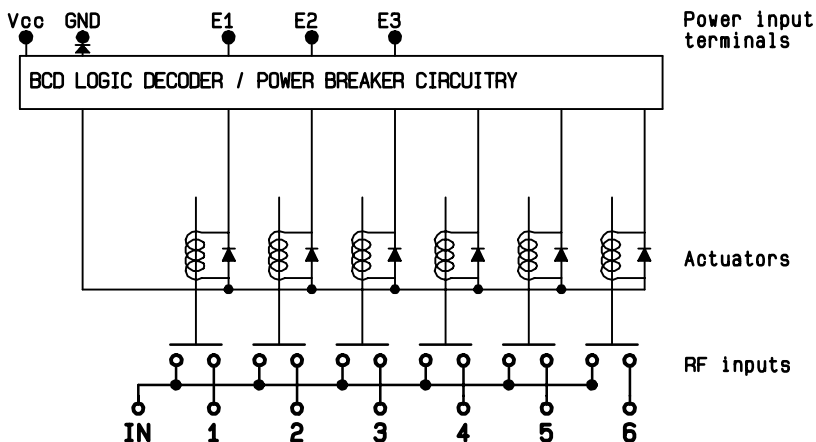 Vcc GND E1 E2 E3 Power input
terminals
BCD LOGIC DECODER / POWER BREAKER CIRCUITRY
Actuators
RF inputs
IN 1 2 3 4 5 6